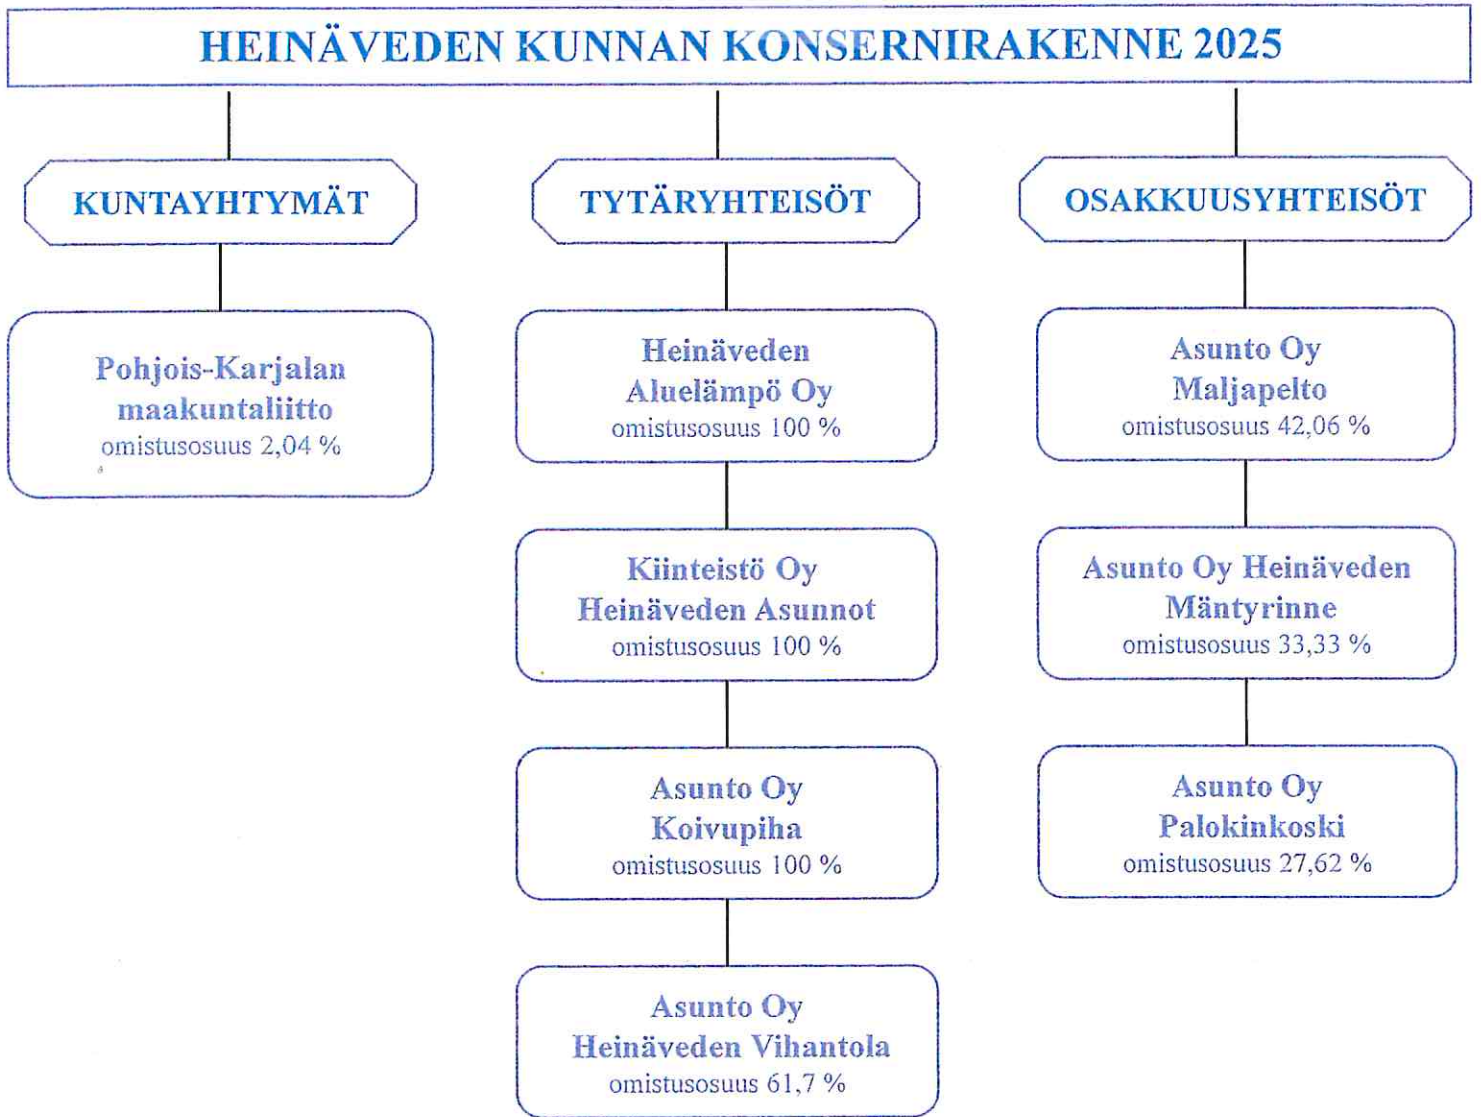 HEINÄVEDEN KUNNAN KONSERNIRAKENNE 2025
KUNTAYHTYMÄT
Pohjois-Karjalan
maakuntaliitto
omistusosuus 2,04 %
TYTÄRYHTEISÖT
Heinäveden
Aluelämpö Oy
omistusosuus 100 %
Kiinteistö Oy
Heinäveden Asunnot
omistusosuus 100 %
Asunto Oy
Koivupiha
omistusosuus 100 %
Asunto Oy
Heinäveden Vihantola
omistusosuus 61,7 %
OSAKKUUSYHTEISÖT
Asunto Oy
Maljapelto
omistusosuus 42,06 %
Asunto Oy Heinäveden
Mäntyrinne
omistusosuus 33,33 %
Asunto Oy
Palokinkoski
omistusosuus 27,62 %